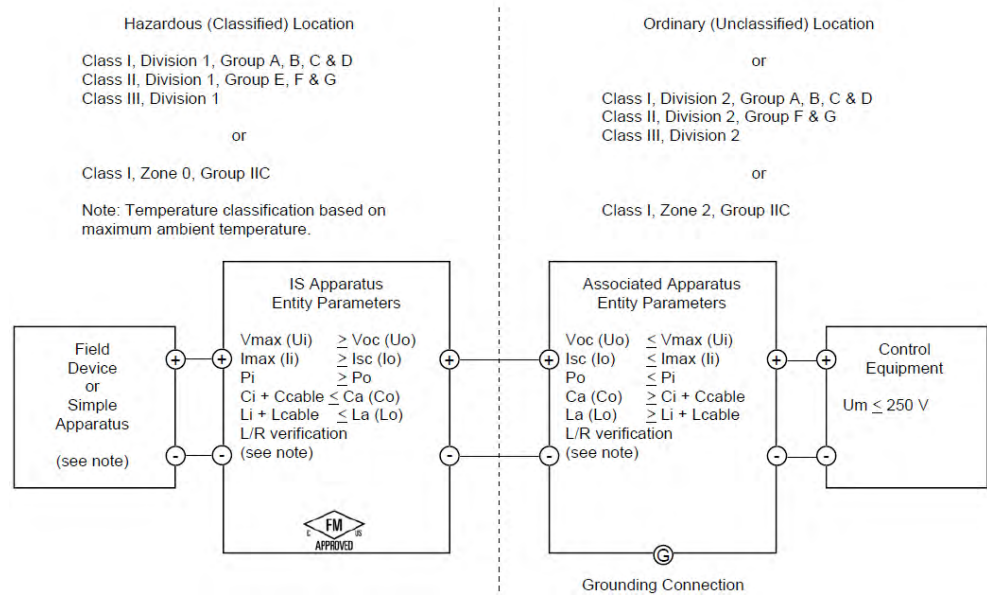 Hazardous (Classified) Location
Class I, Division 1, Group A, B, C & D
Class II, Division 1, Group E, F & G
Class III, Division 1
or
Class I, Zone 0, Group IIC
Note: Temperature classification based on
maximum ambient temperature.
Ordinary (Unclassified) Location
or
Class I, Division 2, Group A, B, C & D
Class II, Division 2, Group F & G
Class III, Division 2
or
Class I, Zone 2, Group IIC
Field
Device
or
Simple
Apparatus
(see note)
+
-
IS Apparatus
Entity Parameters
Vmax (Ui) ≥ Voc (Uo)
Imax (Ii) ≥ Isc (Io)
Pi ≥ Po
Ci + Ccable ≤ Ca (Co)
Li + Lcable ≤ La (Lo)
L/R verification
(see note)
+ +
- -
C FM US
APPROVED
Associated Apparatus
Entity Parameters
Voc (Uo) ≤ Vmax (Ui)
Isc (Io) ≤ Imax (Ii)
Po ≤ Pi
Ca (Co) ≥ Ci + Ccable
La (Lo) ≥ Li + Lcable
L/R verification
(see note)
+ +
- -
G
Grounding Connection
Control
Equipment
Um ≤ 250 V
+
-